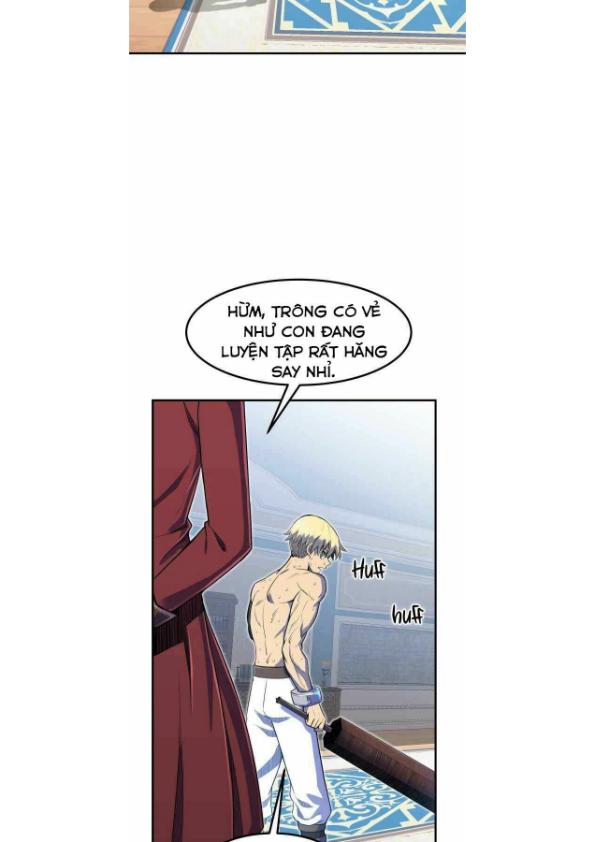 HỪM, TRÔNG CÓ VẺ
NHƯ CON ĐANG
LUYỆN TẬP RẤT HĂNG
SAY NHỈ.
Huff
huff